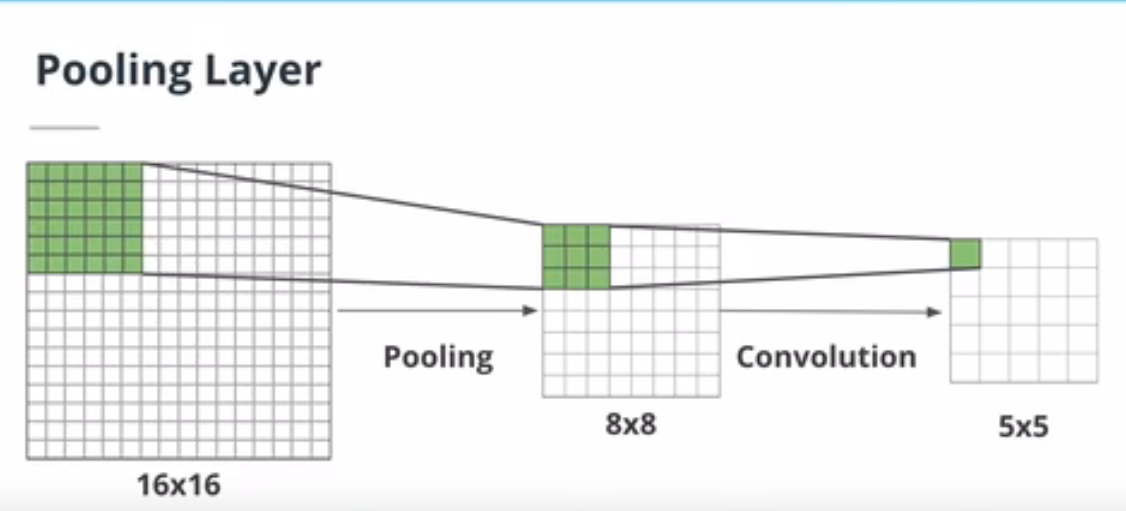 Pooling Layer
Pooling
Convolution
8x8
5x5
16x16